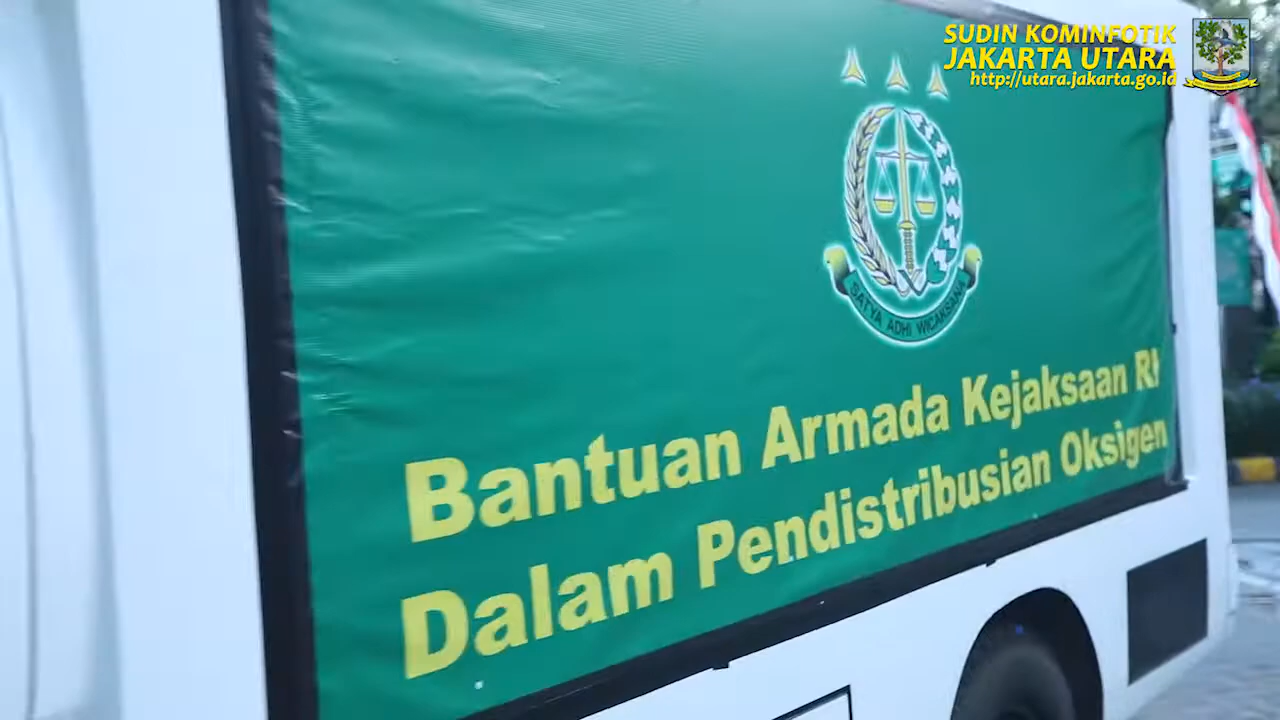 SUDIN KOMINFOTIK
JAKARTA UTARA
http://utara.jakarta.go.id
SATYA ADHI WICAKSANA
Bantuan Armada Kejaksaan RI
Dalam Pendistribusian Oksigen